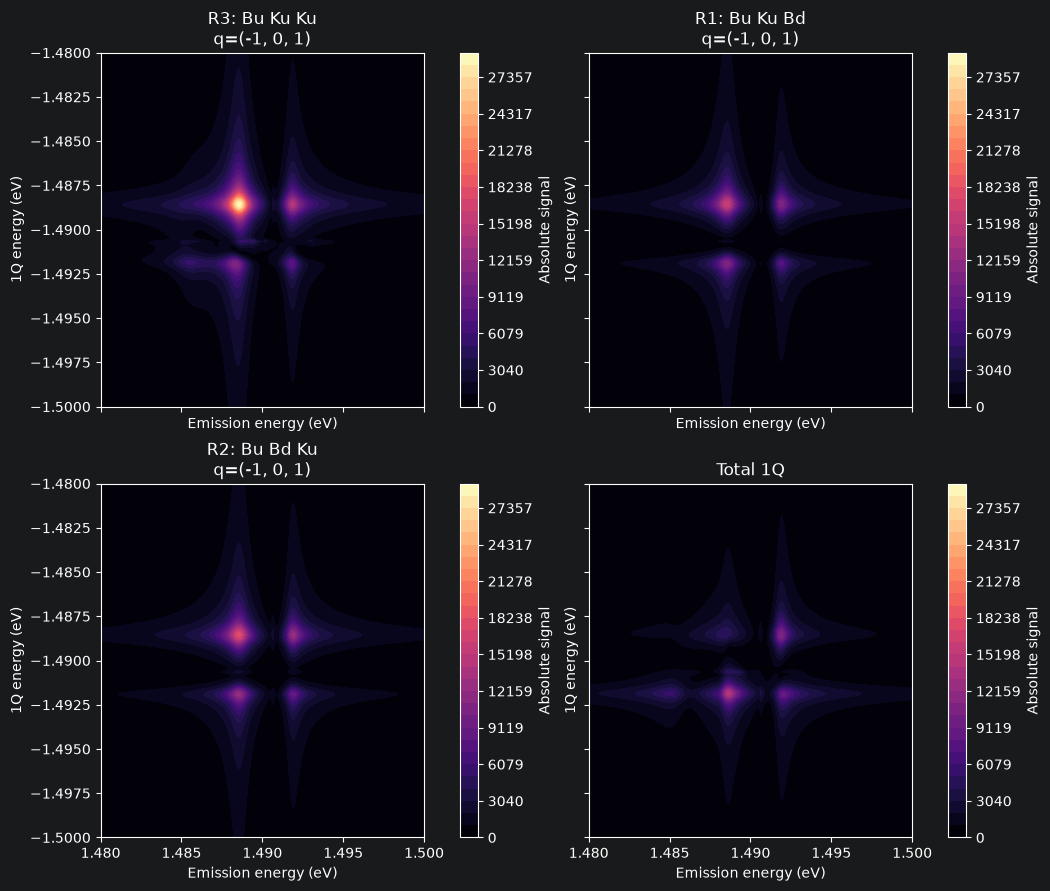 R3: Bu Ku Ku
q=(-1, 0, 1)
−1.4800
−1.4825
−1.4850
−1.4875
−1.4900
−1.4925
−1.4950
−1.4975
−1.5000
1Q energy (eV)
Emission energy (eV)
27357
24317
21278
18238
15198
12159
9119
6079
3040
0
Absolute signal
R1: Bu Ku Bd
q=(-1, 0, 1)
1Q energy (eV)
Emission energy (eV)
27357
24317
21278
18238
15198
12159
9119
6079
3040
0
Absolute signal
R2: Bu Bd Ku
q=(-1, 0, 1)
−1.4800
−1.4825
−1.4850
−1.4875
−1.4900
−1.4925
−1.4950
−1.4975
−1.5000
1Q energy (eV)
1.480 1.485 1.490 1.495 1.500
Emission energy (eV)
27357
24317
21278
18238
15198
12159
9119
6079
3040
0
Absolute signal
Total 1Q
1Q energy (eV)
1.480 1.485 1.490 1.495 1.500
Emission energy (eV)
27357
24317
21278
18238
15198
12159
9119
6079
3040
0
Absolute signal